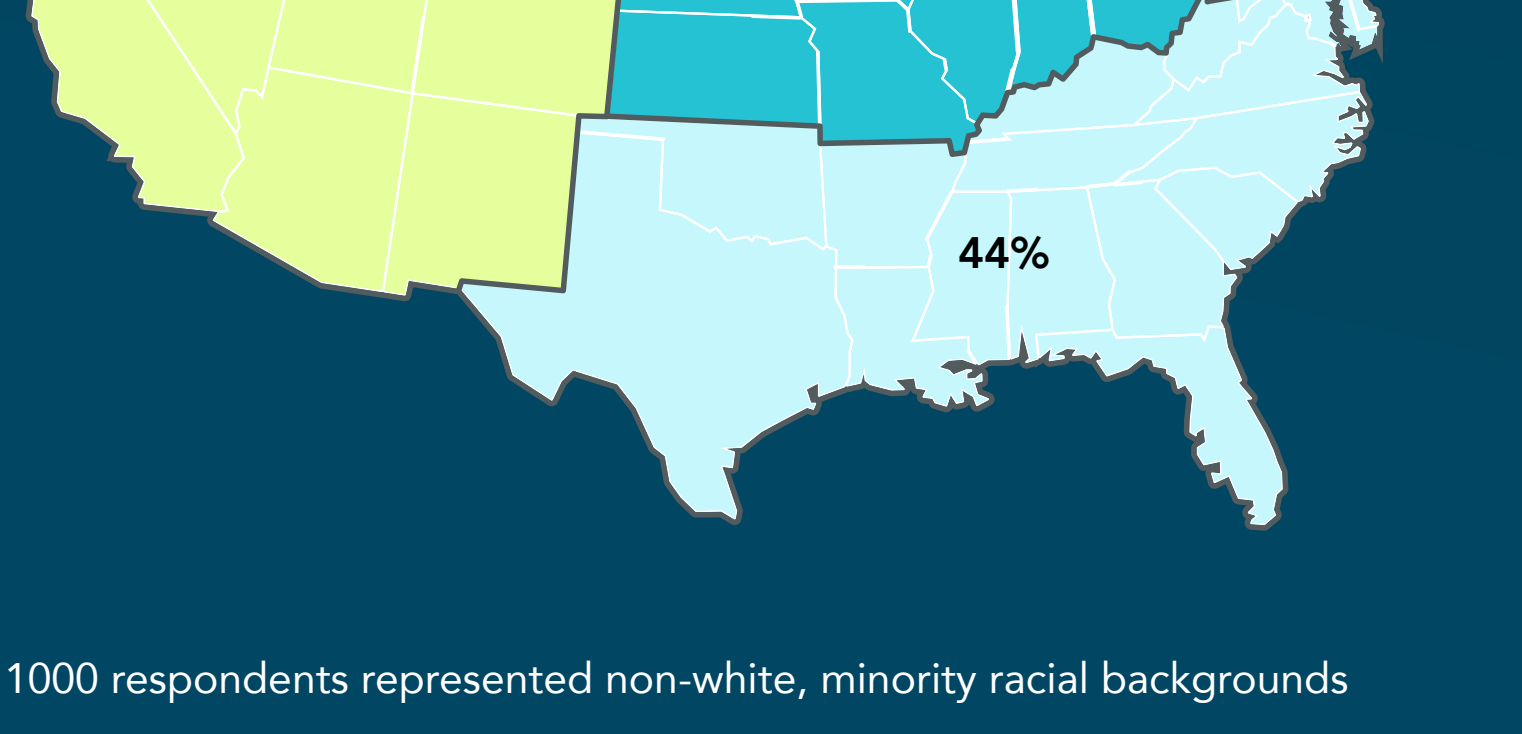 44%
1000 respondents represented non-white, minority racial backgrounds